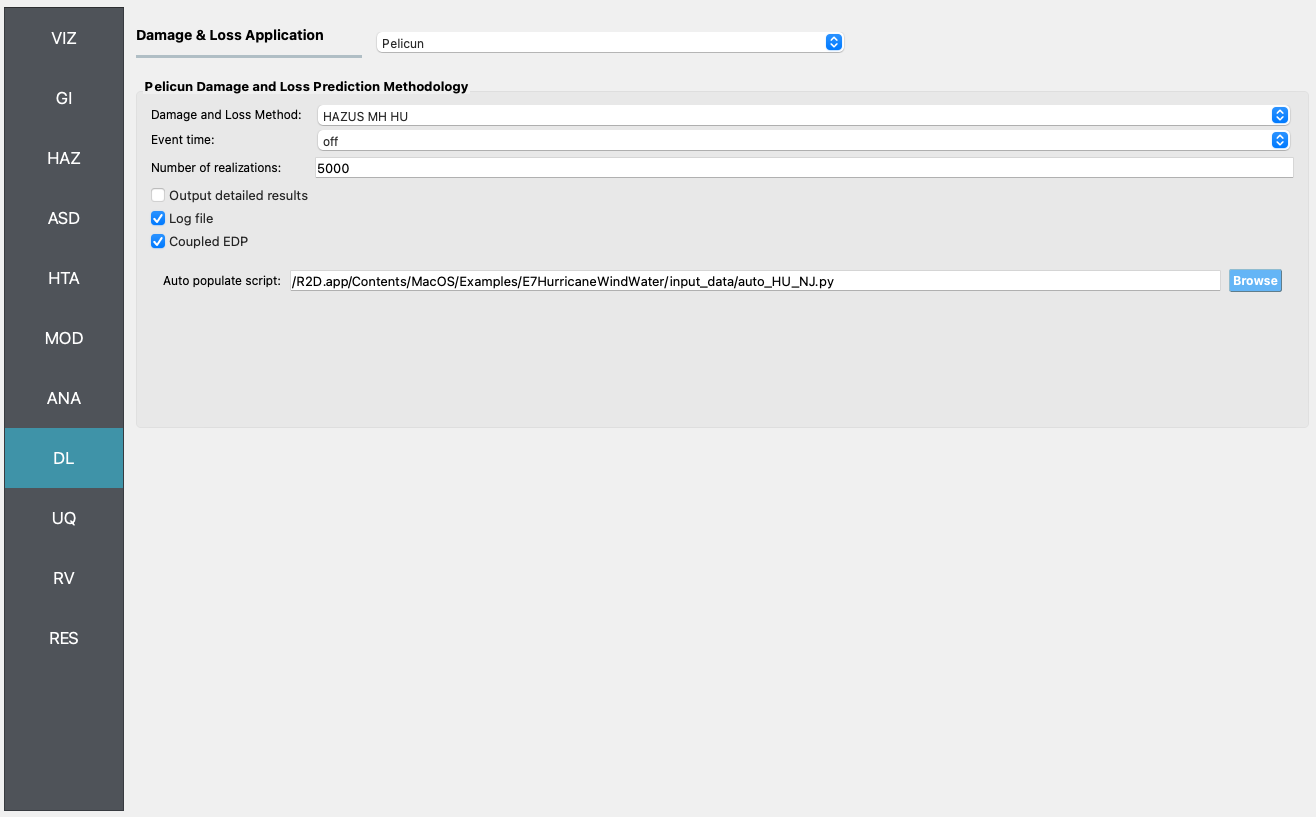 VIZ
GI
HAZ
ASD
HTA
MOD
ANA
DL
UQ
RV
RES
Damage & Loss Application
Pelicun
Pelicun Damage and Loss Prediction Methodology
Damage and Loss Method: HAZUS MH HU
Event time: off
Number of realizations: 5000
Output detailed results
Log file
Coupled EDP
Auto populate script: /R2D.app/Contents/MacOS/Examples/E7HurricaneWindWater/input_data/auto_HU_NJ.py Browse